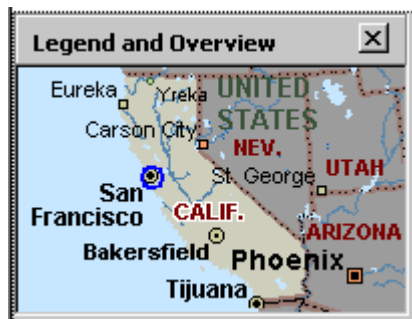 Legend and Overview
Eureka
Yreka
UNITED
STATES
Carson City
NEV.
St. George
UTAH
San
Francisco
CALIF.
ARIZONA
Bakersfield
Phoenix
Tijuana